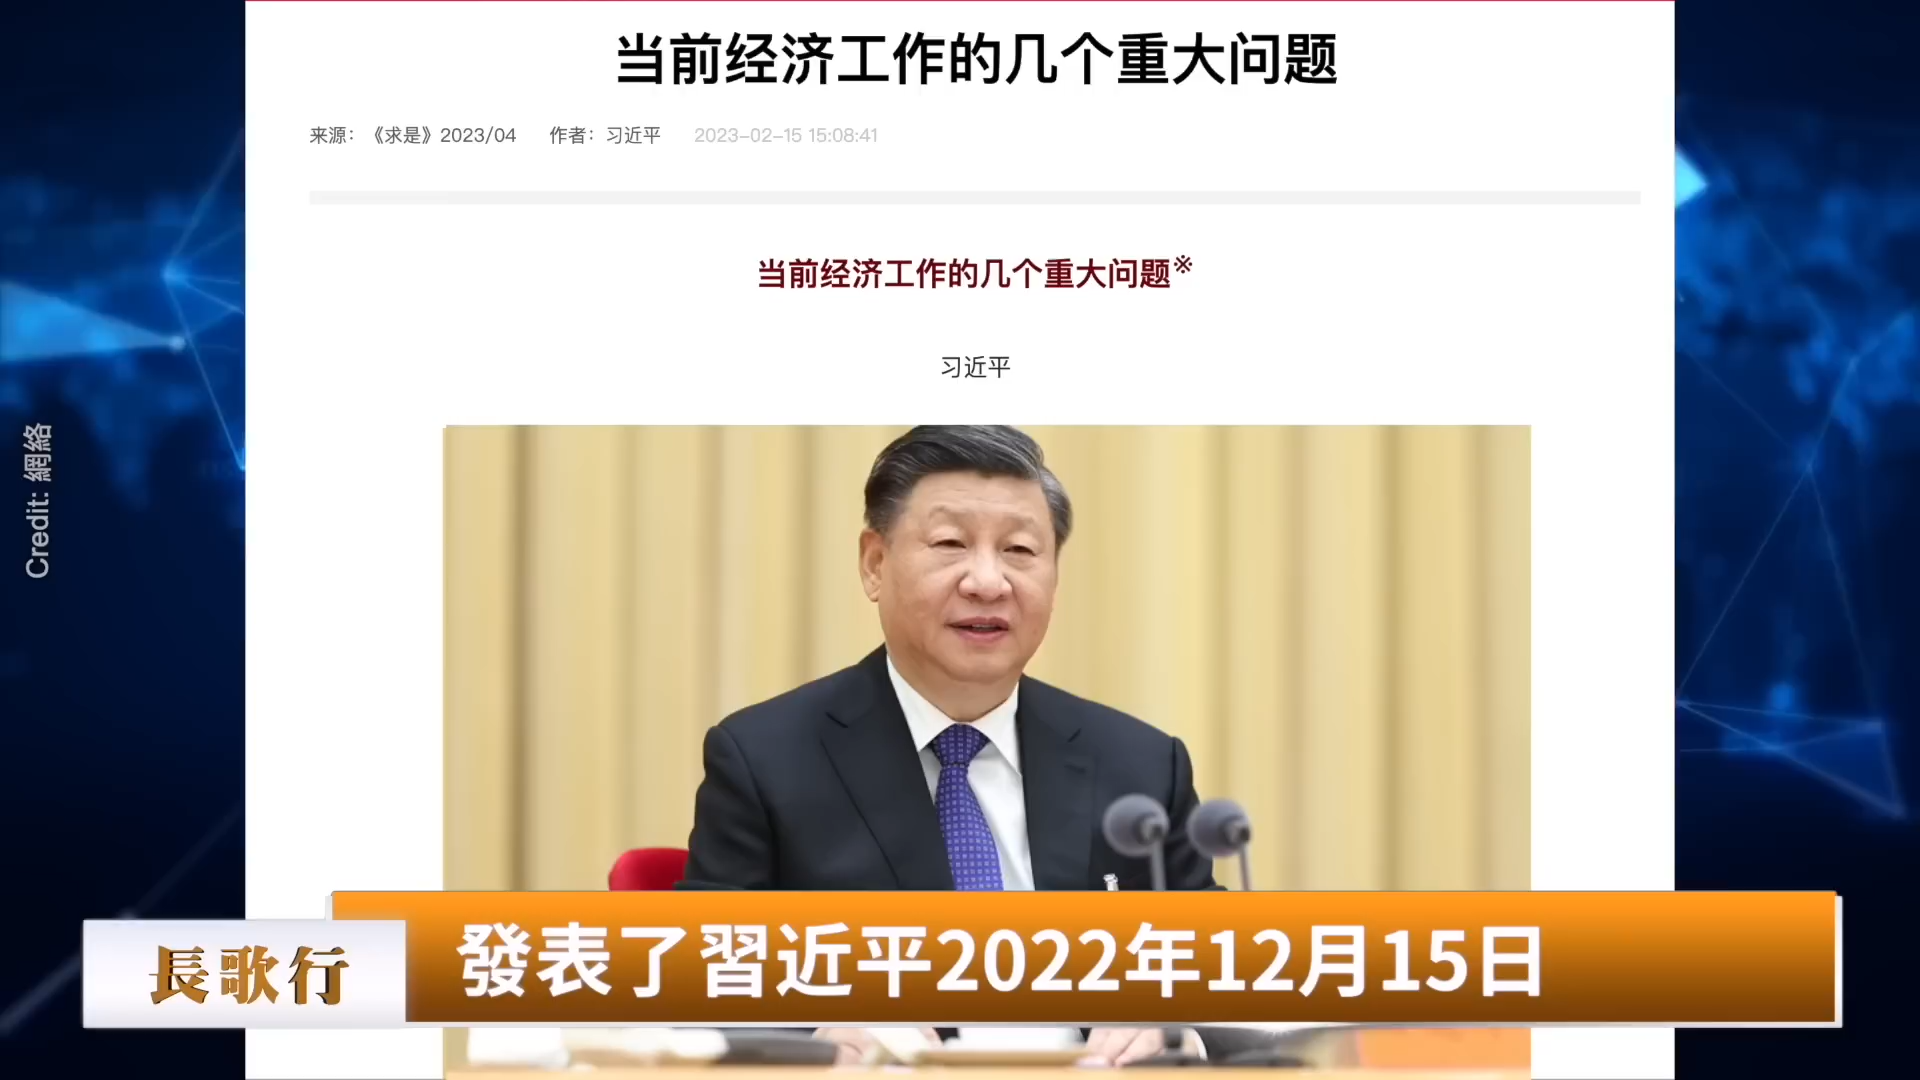 当前经济工作的几个重大问题
来源：《求是》2023/04 作者：习近平 2023-02-15 15:08:41
当前经济工作的几个重大问题※
习近平
Credit: 網絡
長歌行
發表了習近平2022年12月15日